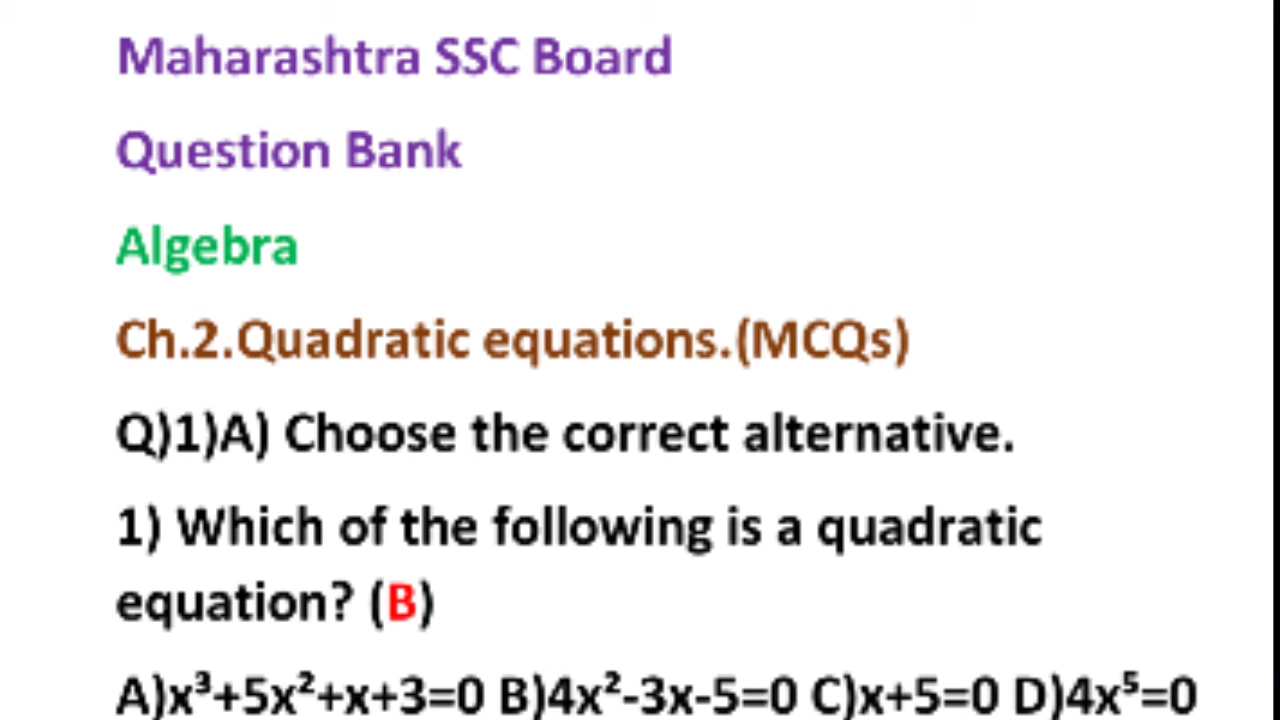 Maharashtra SSC Board
Question Bank
Algebra
Ch.2.Quadratic equations.(MCQs)
Q)1)A) Choose the correct alternative.
1) Which of the following is a quadratic
equation? (B)
A)x³+5x²+x+3=0 B)4x²-3x-5=0 C)x+5=0 D)4x⁵=0